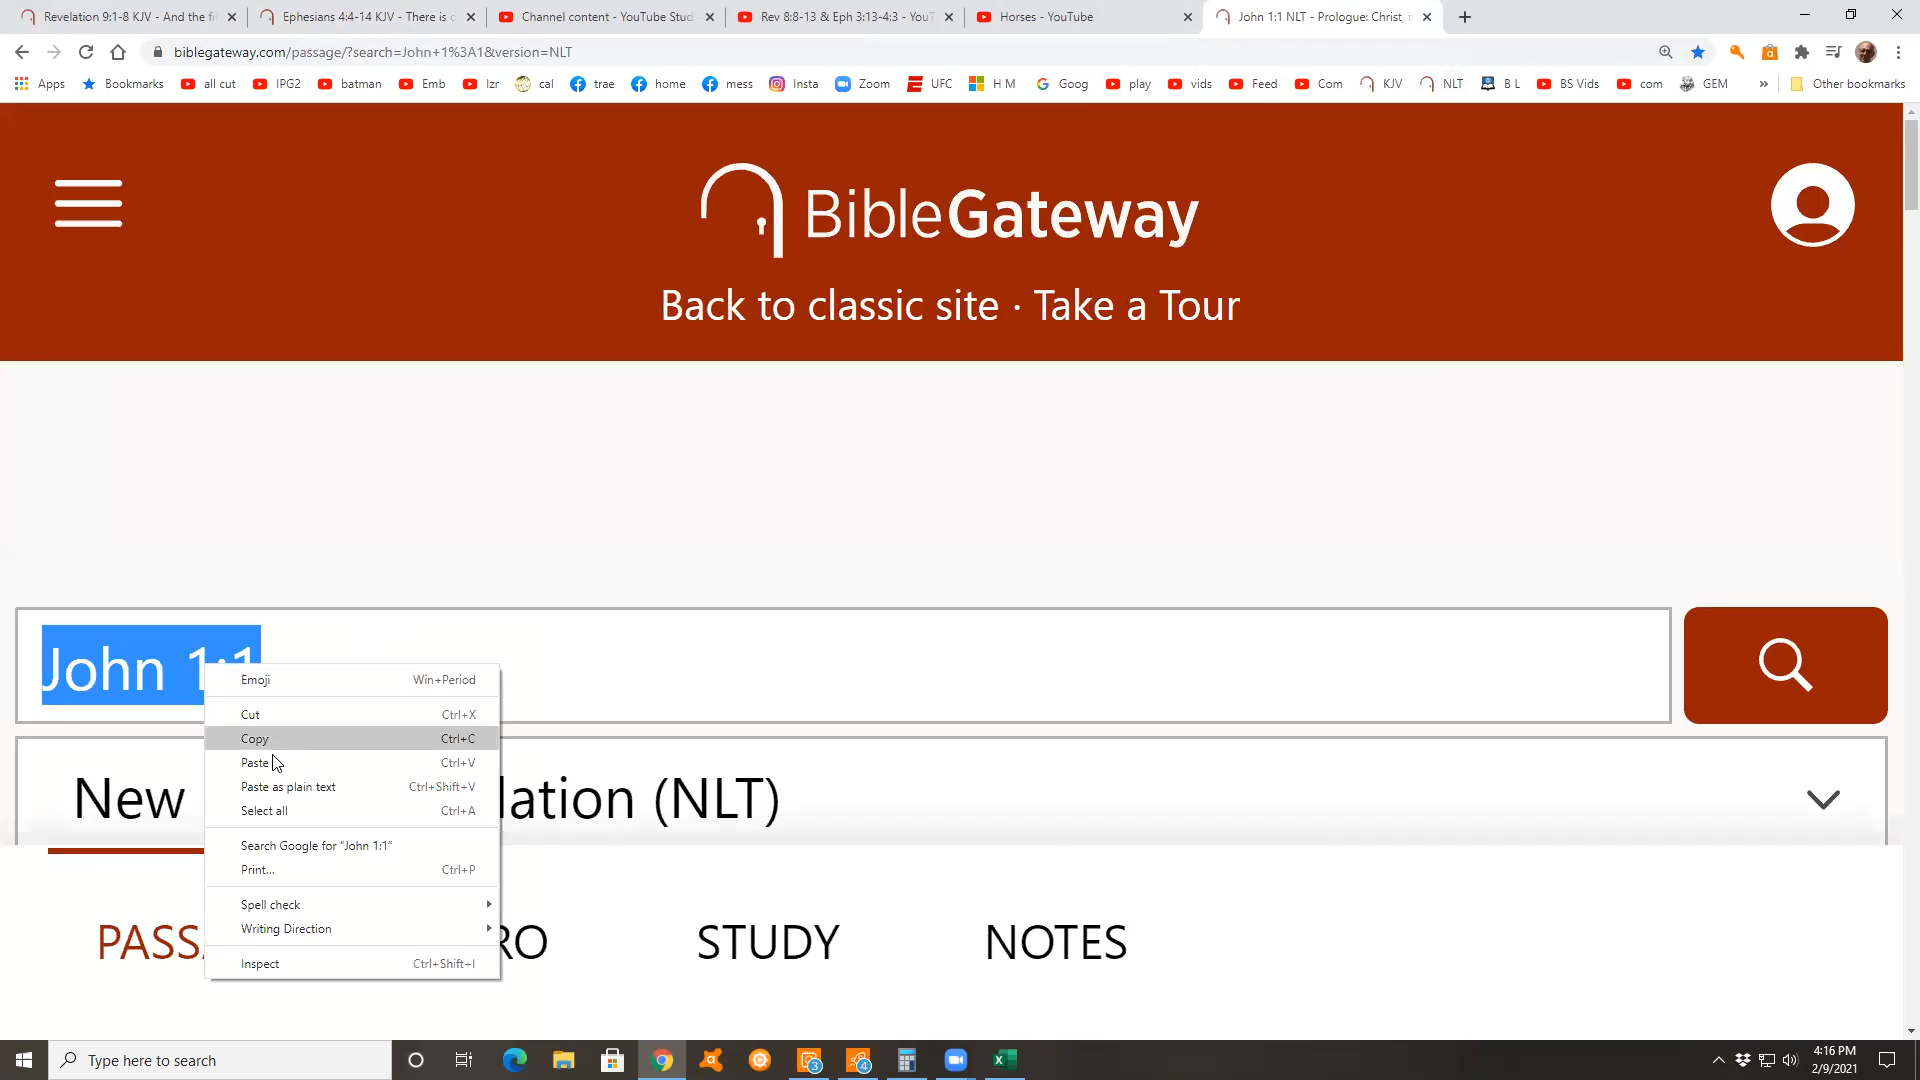 Revelation 9:1-8 KJV - And the fi
Ephesians 4:4-14 KJV - There is o
Channel content - YouTube Stud
Rev 8:8-13 & Eph 3:13-4:3 - YouT
Horses - YouTube
John 1:1 NLT - Prologue: Christ, t
biblegateway.com/passage/?search=John+1%3A1&version=NLT
Apps Bookmarks all cut IPG2 batman Emb Izr cal trae home mess Insta Zoom UFC H M Goog play vids Feed Com KJV NLT B L BS Vids com GEM » Other bookmarks
BibleGateway
Back to classic site · Take a Tour
John 1:1
Emoji Win+Period
Cut Ctrl+X
Copy Ctrl+C
Paste Ctrl+V
Paste as plain text Ctrl+Shift+V
Select all Ctrl+A
Search Google for “John 1:1”
Print... Ctrl+P
Spell check
Writing Direction
Inspect Ctrl+Shift+I
New lation (NLT)
PASSA RO STUDY NOTES
Type here to search
3
4
4:16 PM
2/9/2021